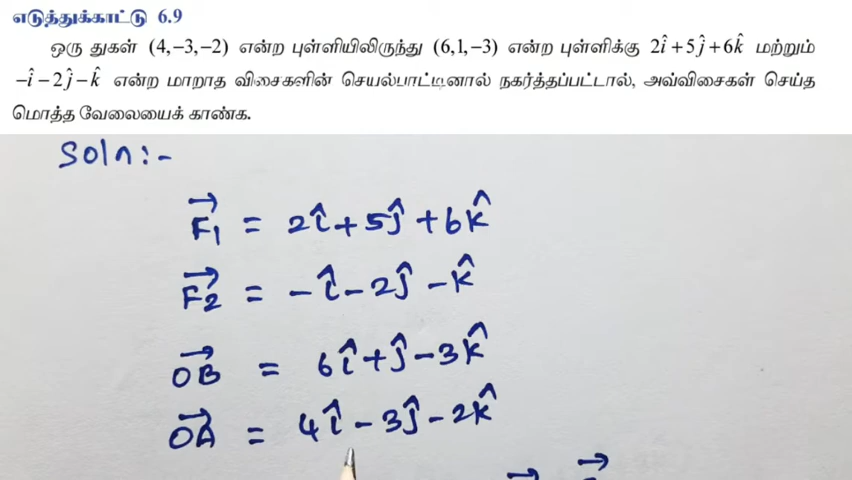 எடுத்துக்காட்டு 6.9
ஒரு துகள் (4,−3,−2) என்ற புள்ளியிலிருந்து (6,1,−3) என்ற புள்ளிக்கு 2î + 5ĵ + 6k̂ மற்றும்
−î − 2ĵ − k̂ என்ற மாறாத விசைகளின் செயல்பாட்டினால் நகர்த்தப்பட்டால், அவ்விசைகள் செய்த
மொத்த வேலையைக் காண்க.
Soln:-
F⃗₁ = 2î + 5ĵ + 6k̂
F⃗₂ = −î − 2ĵ − k̂
OB⃗ = 6î + ĵ − 3k̂
OA⃗ = 4î − 3ĵ − 2k̂